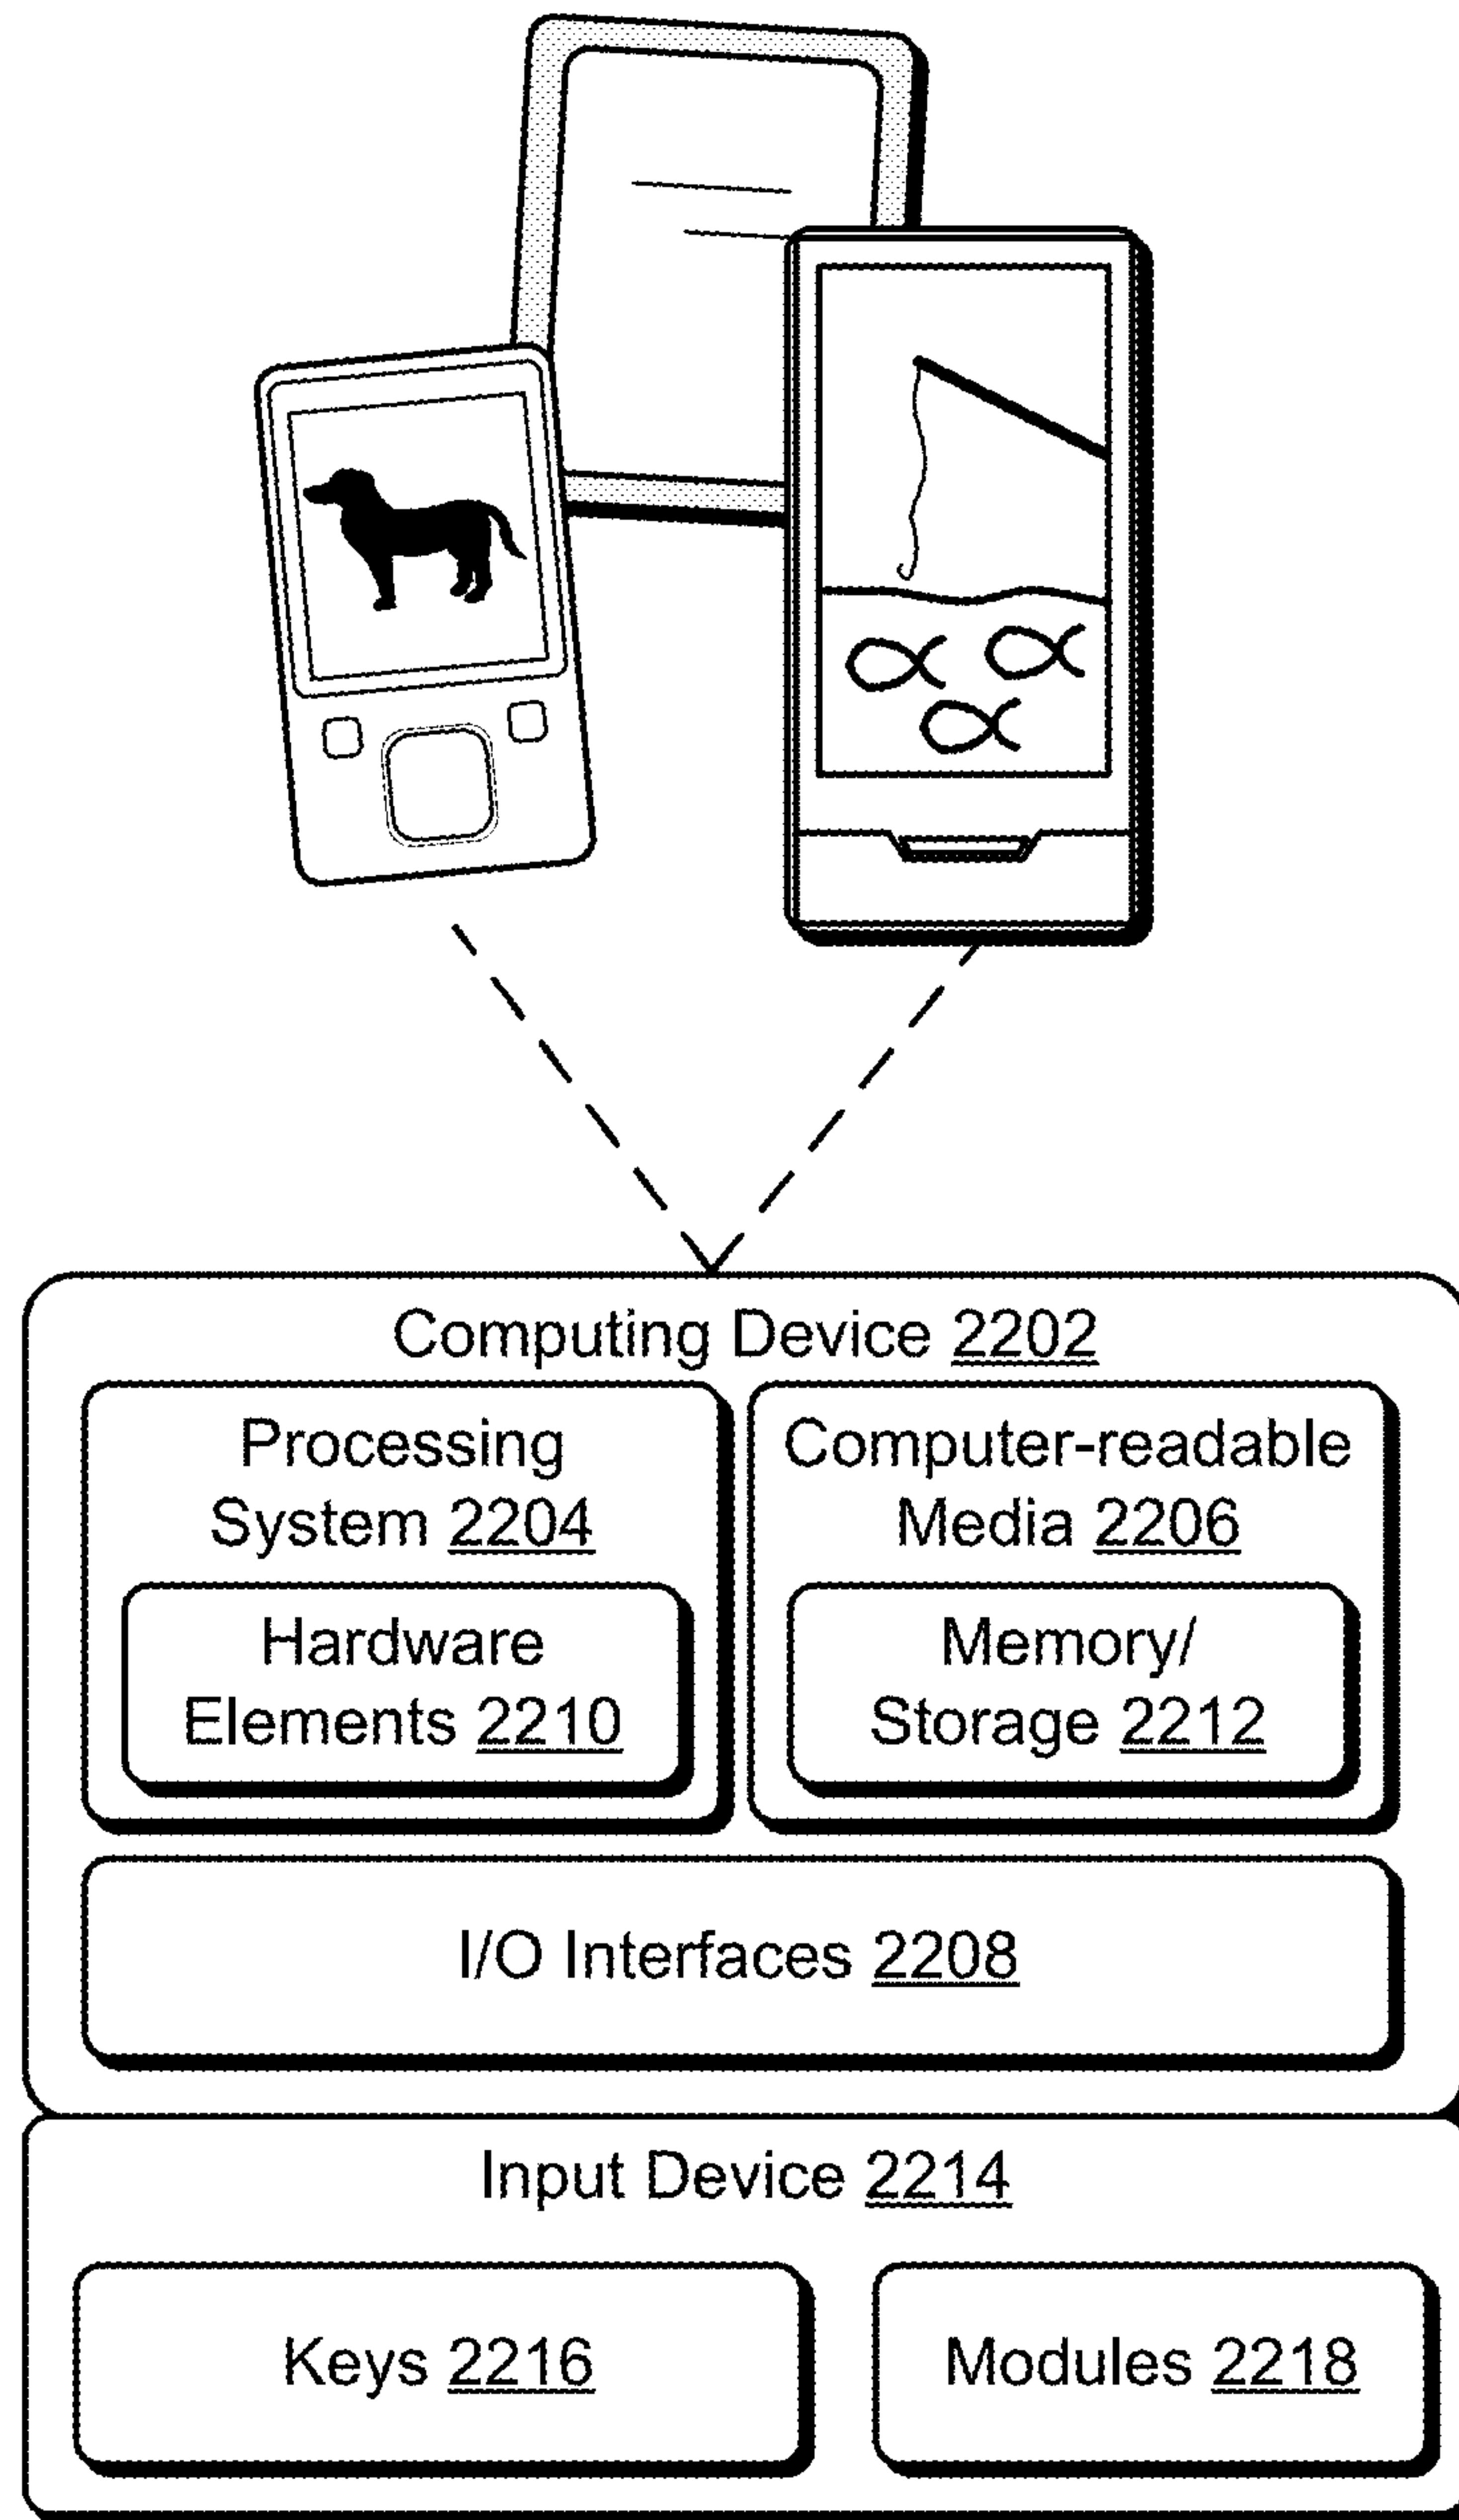 Computing Device 2202
Processing
System 2204
Hardware
Elements 2210
Computer-readable
Media 2206
Memory/
Storage 2212
I/O Interfaces 2208
Input Device 2214
Keys 2216
Modules 2218